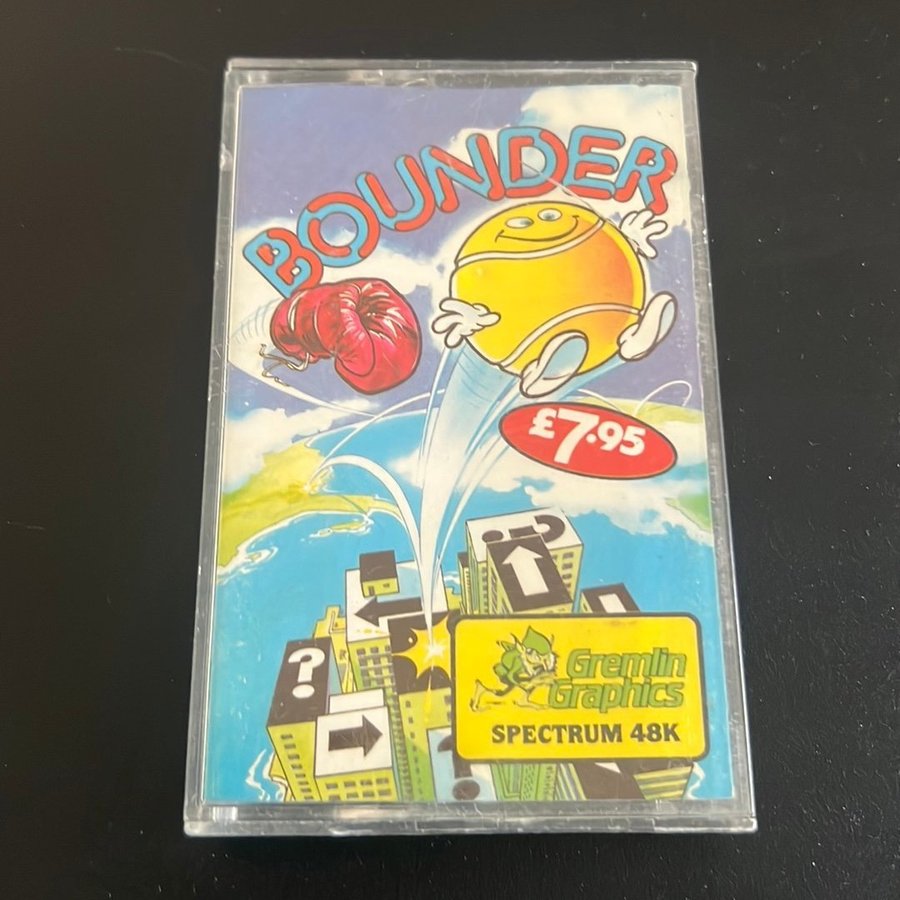 BOUNDER
£7.95
?
?
Gremlin
Graphics
SPECTRUM 48K